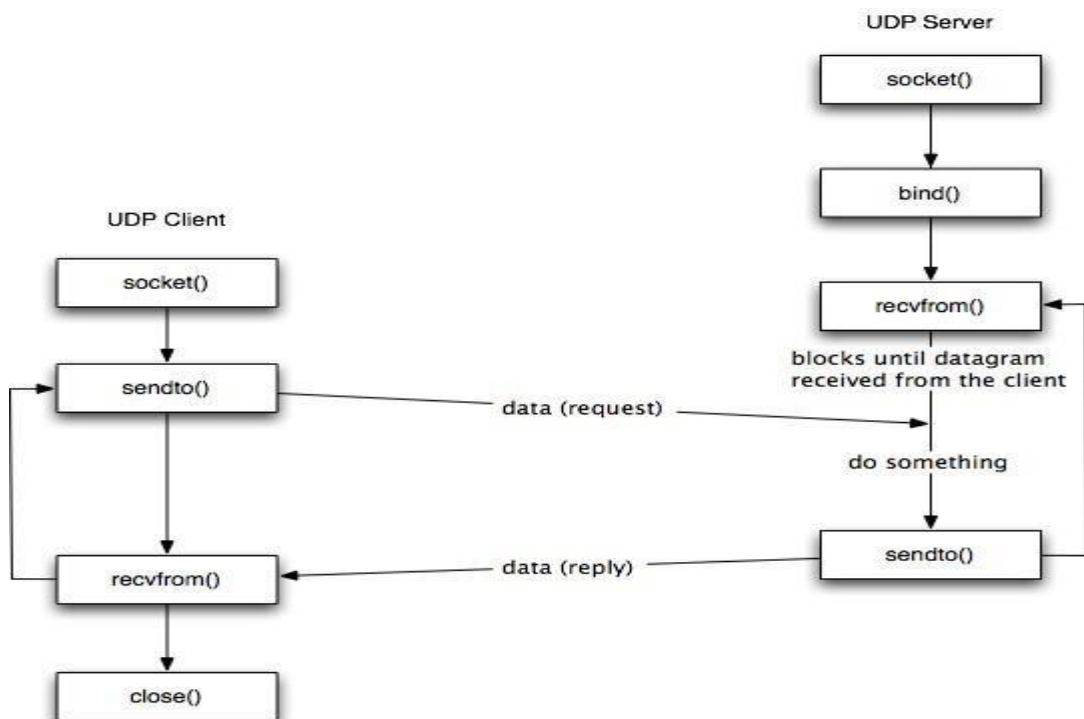 UDP Server
socket()
bind()
UDP Client
socket()
recvfrom()
blocks until datagram
received from the client
sendto()
data (request)
do something
sendto()
data (reply)
recvfrom()
close()